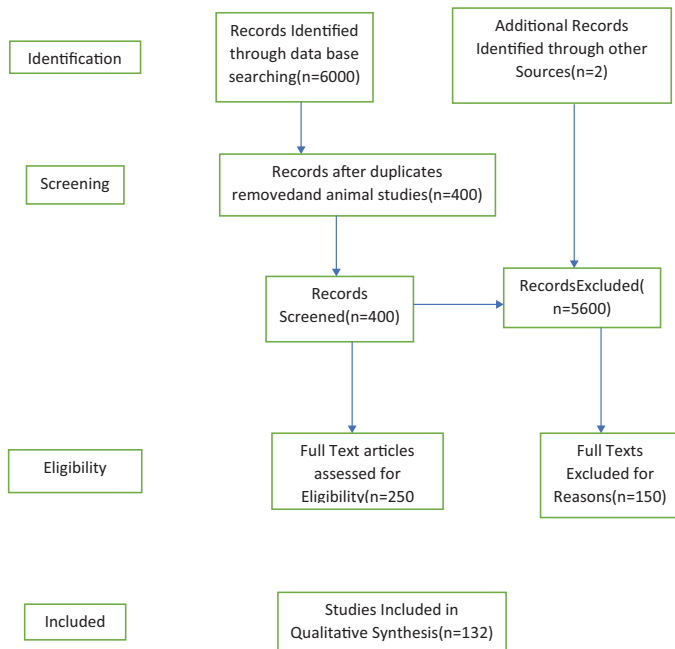 Identification
Records Identified
through data base
searching(n=6000)
Additional Records
Identified through other
Sources(n=2)
Screening
Records after duplicates
removedand animal studies(n=400)
Records
Screened(n=400)
RecordsExcluded(
n=5600)
Eligibility
Full Text articles
assessed for
Eligibility(n=250
Full Texts
Excluded for
Reasons(n=150)
Included
Studies Included in
Qualitative Synthesis(n=132)